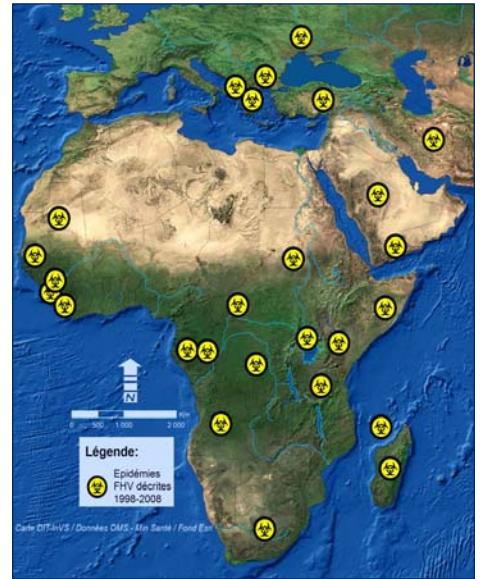 N
Km
0 500 1 000 2 000
Légende:
Epidémies
FHV décrites
1998-2008
Carte DIT-InVS / Données OMS - Min Santé / Fond Esri